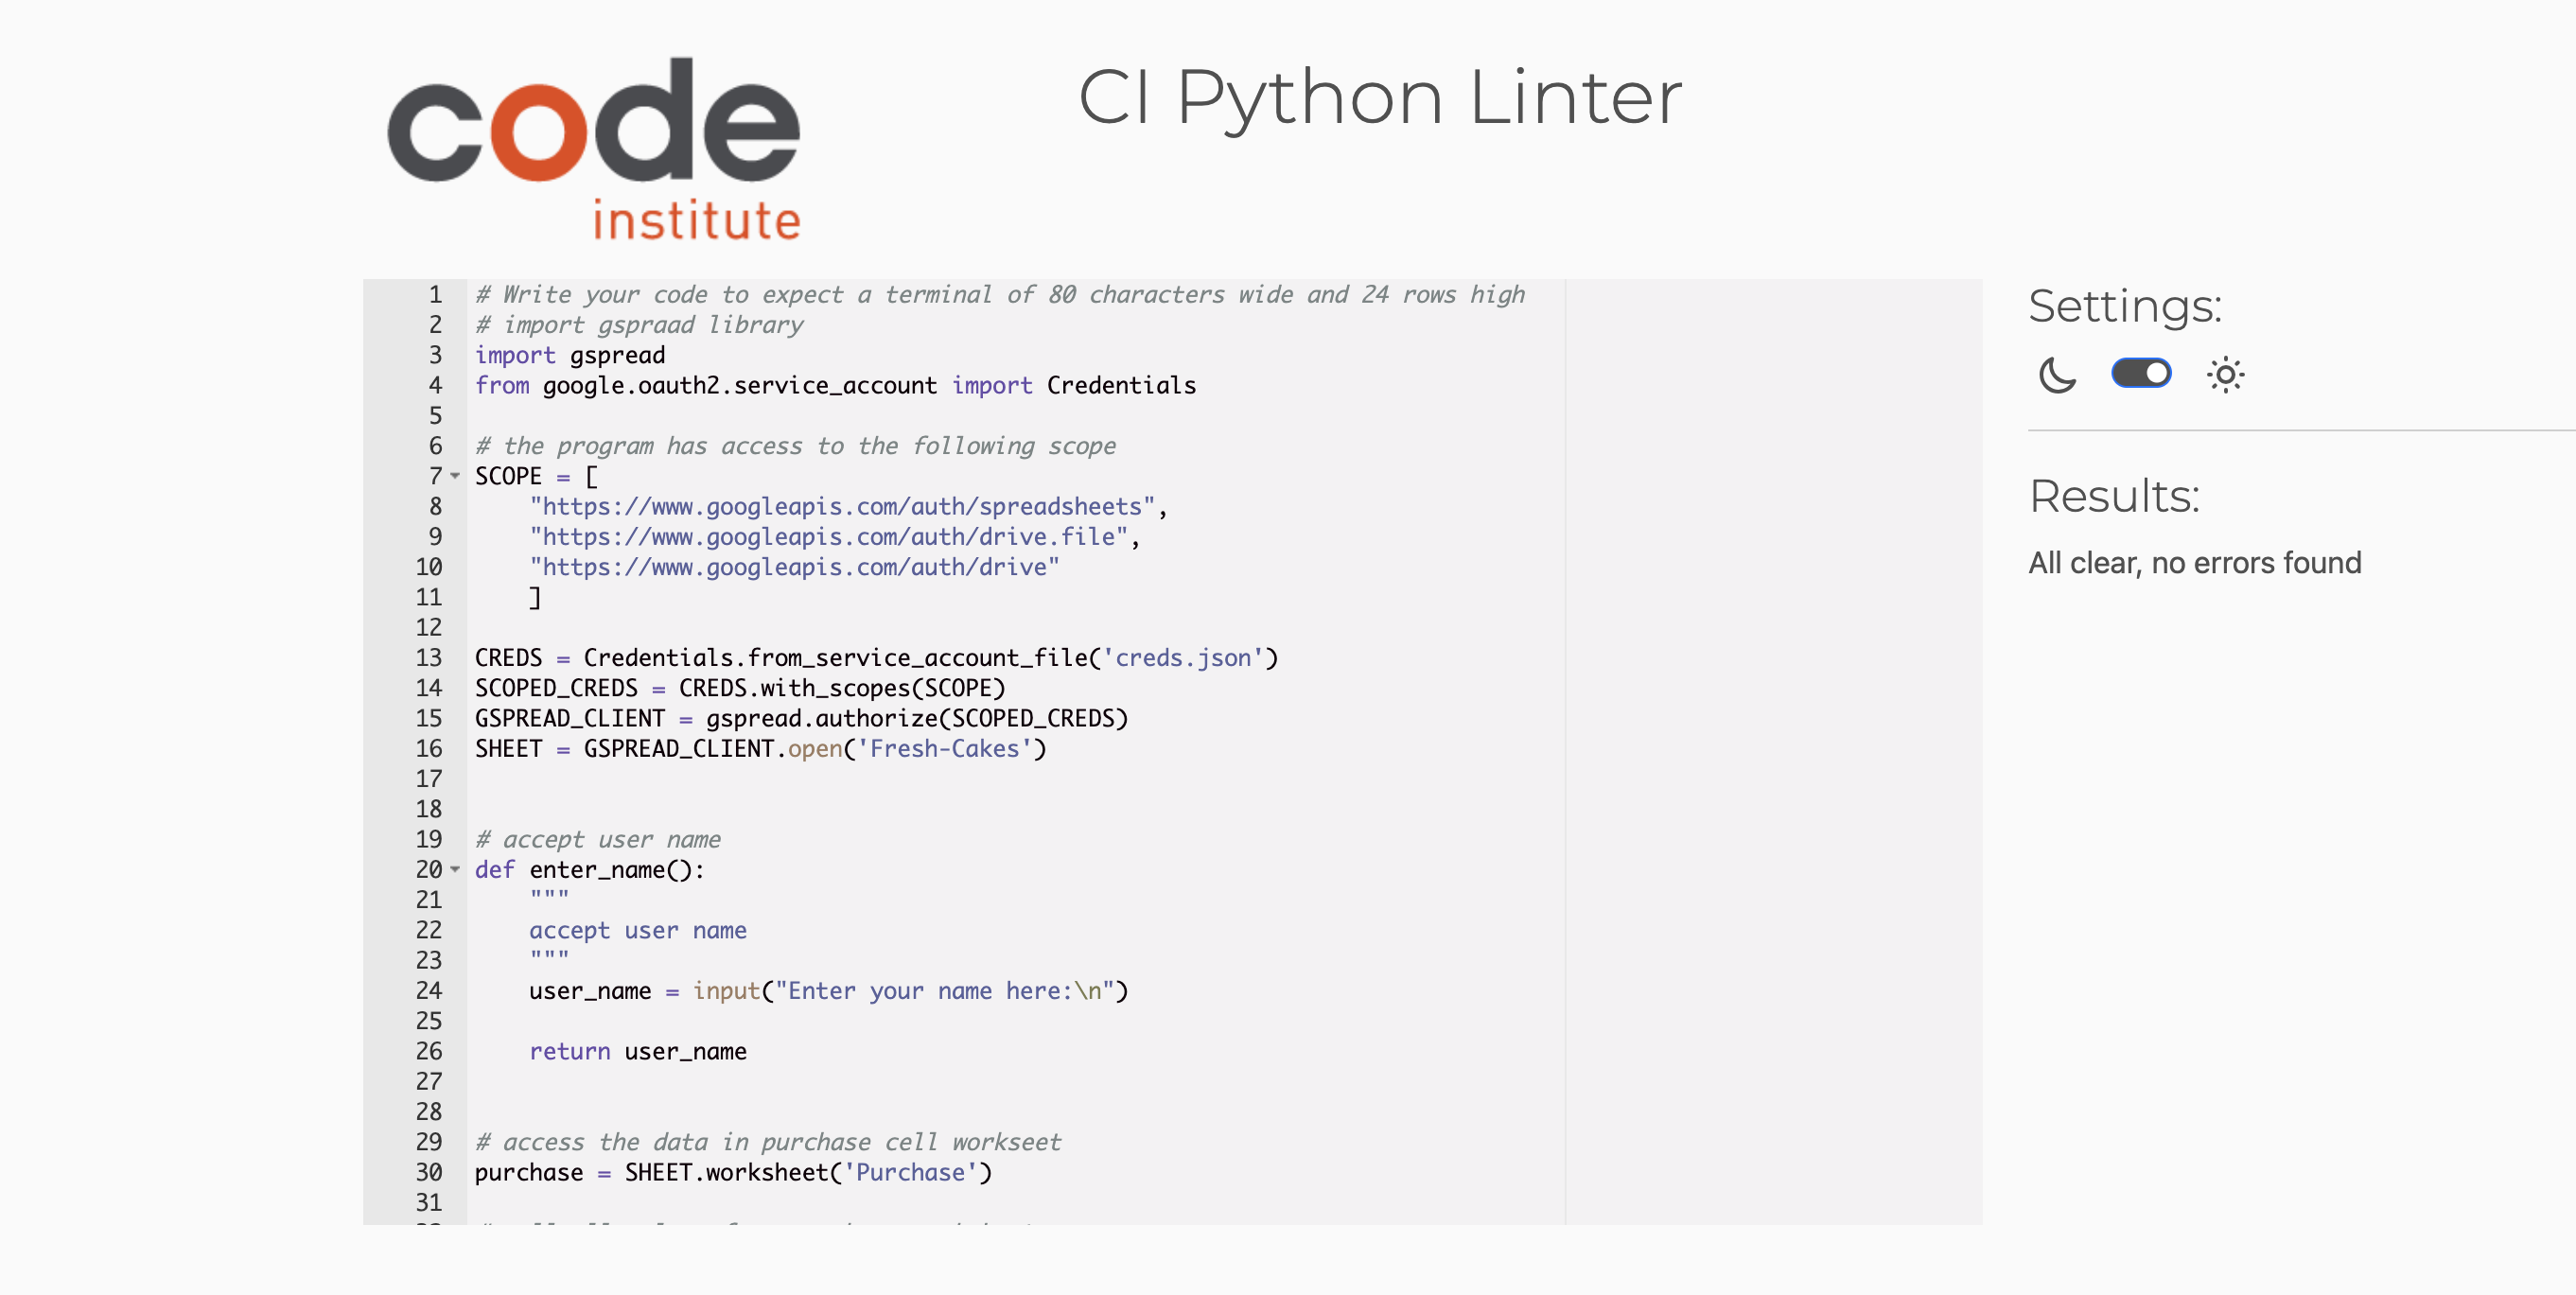 code
institute
CI Python Linter
1 # Write your code to expect a terminal of 80 characters wide and 24 rows high
2 # import gspraad library
3 import gspread
4 from google.oauth2.service_account import Credentials
5
6 # the program has access to the following scope
7 SCOPE = [
8     "https://www.googleapis.com/auth/spreadsheets",
9     "https://www.googleapis.com/auth/drive.file",
10     "https://www.googleapis.com/auth/drive"
11     ]
12
13 CREDS = Credentials.from_service_account_file('creds.json')
14 SCOPED_CREDS = CREDS.with_scopes(SCOPE)
15 GSPREAD_CLIENT = gspread.authorize(SCOPED_CREDS)
16 SHEET = GSPREAD_CLIENT.open('Fresh-Cakes')
17
18
19 # accept user name
20 def enter_name():
21     """
22     accept user name
23     """
24     user_name = input("Enter your name here:\n")
25
26     return user_name
27
28
29 # access the data in purchase cell workseet
30 purchase = SHEET.worksheet('Purchase')
31
Settings:
Results:
All clear, no errors found